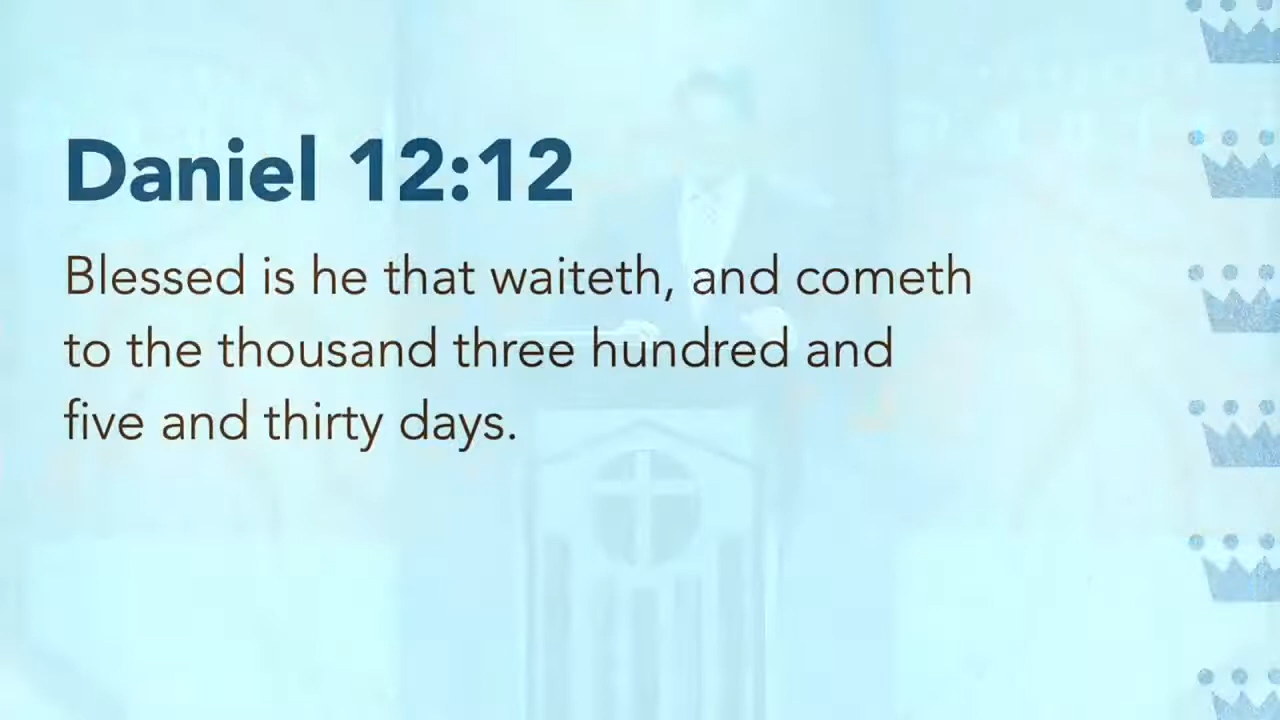 Daniel 12:12
Blessed is he that waiteth, and cometh
to the thousand three hundred and
five and thirty days.